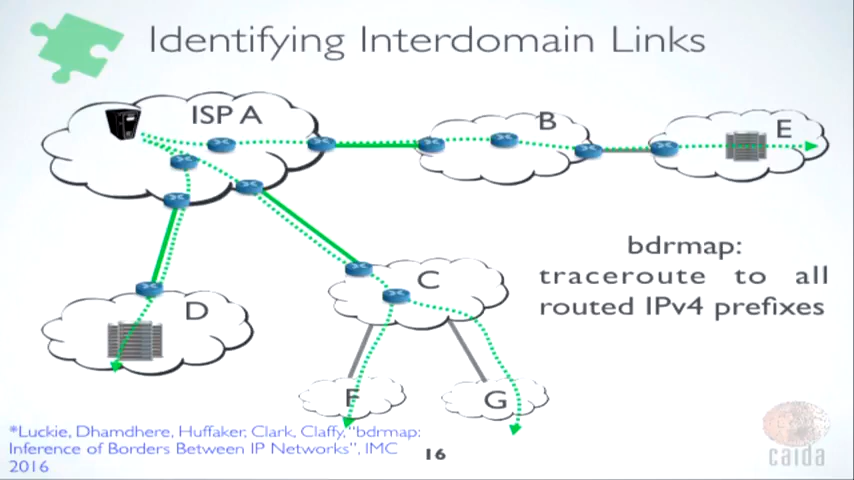 Identifying Interdomain Links
ISP A
B
E
bdrmap:
traceroute to all
routed IPv4 prefixes
C
D
F
G
*Luckie, Dhamdhere, Huffaker, Clark, Claffy, "bdrmap:
Inference of Borders Between IP Networks", IMC
2016
16
caida